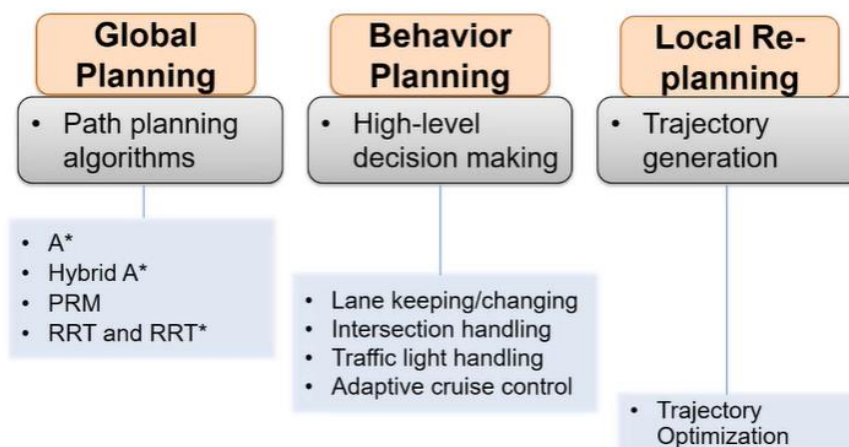 Global
Planning
• Path planning
algorithms
• A*
• Hybrid A*
• PRM
• RRT and RRT*
Behavior
Planning
• High-level
decision making
• Lane keeping/changing
• Intersection handling
• Traffic light handling
• Adaptive cruise control
Local Re-
planning
• Trajectory
generation
• Trajectory
Optimization